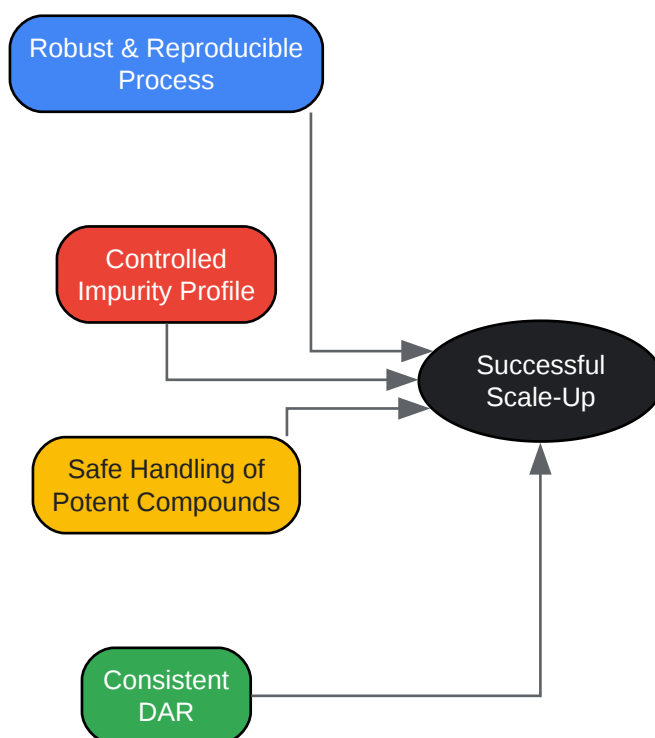 Robust & Reproducible
Process
Controlled
Impurity Profile
Successful
Scale-Up
Safe Handling of
Potent Compounds
Consistent
DAR